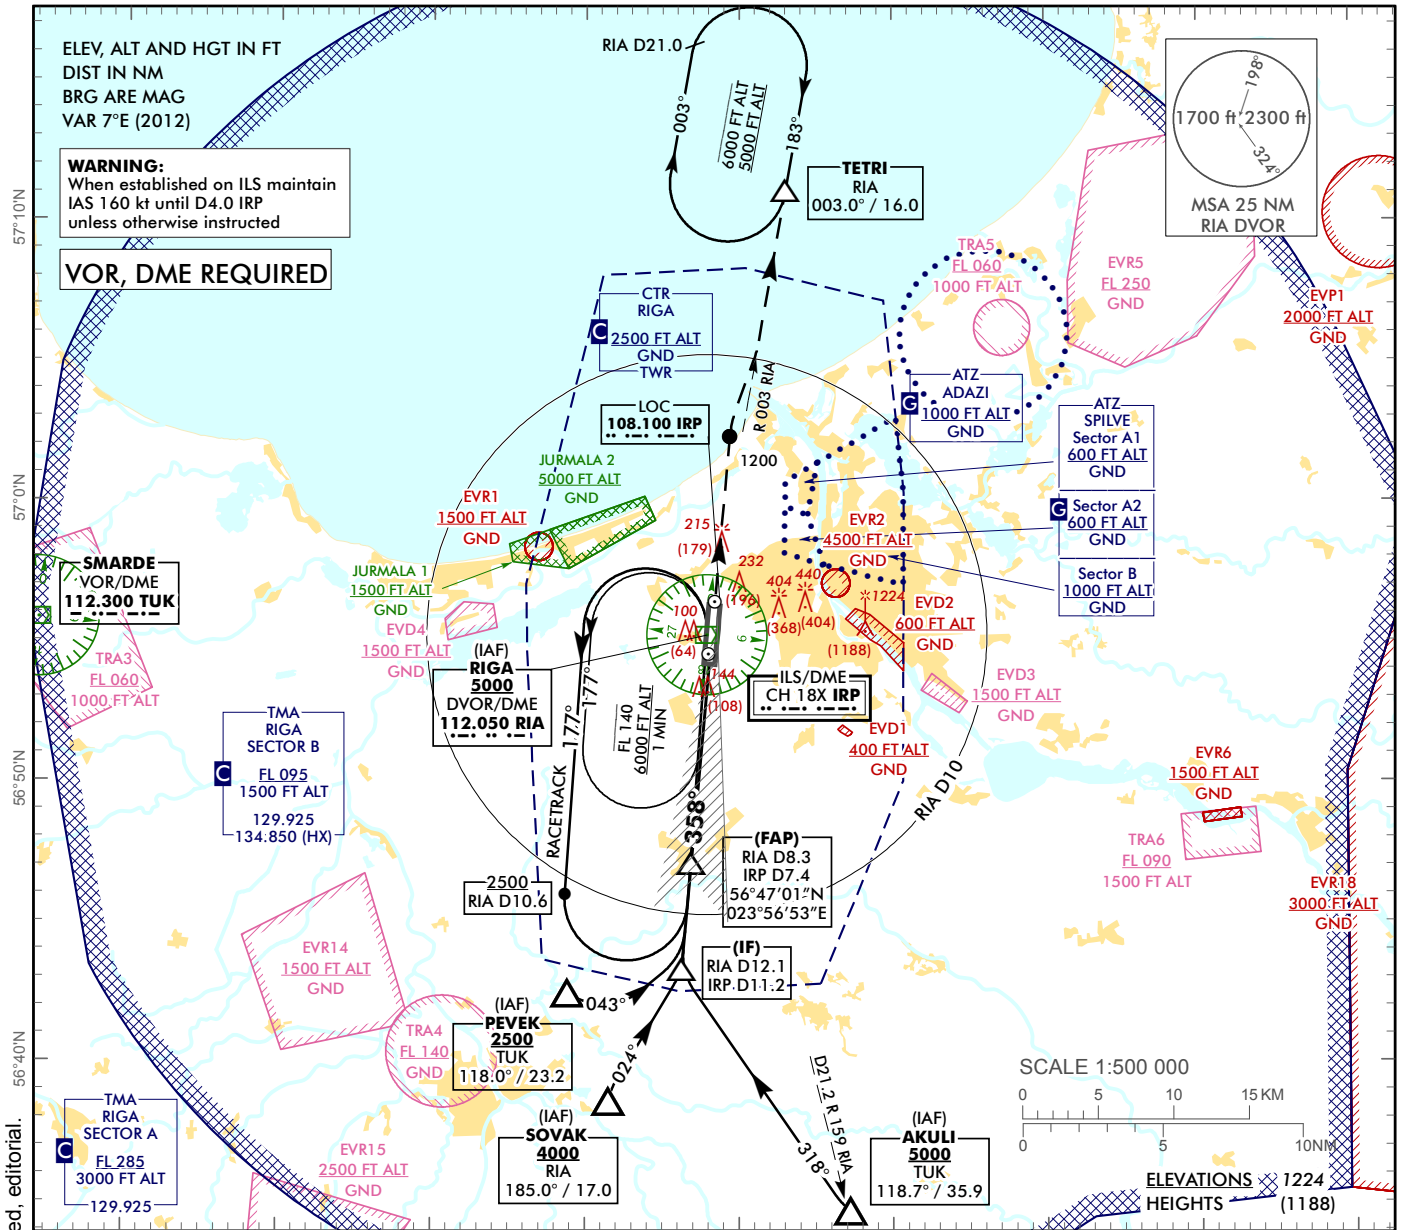 ELEV, ALT AND HGT IN FT
DIST IN NM
BRG ARE MAG
VAR 7°E (2012)
WARNING:
When established on ILS maintain
IAS 160 kt until D4.0 IRP
unless otherwise instructed
VOR, DME REQUIRED
RIA D21.0
003°
6000 FT ALT
5000 FT ALT
183°
TETRI
RIA
003.0° / 16.0
198°
1700 ft 2300 ft
324°
MSA 25 NM
RIA DVOR
57°10'N
57°0'N
56°50'N
56°40'N
TRA5
FL 060
1000 FT ALT
EVR5
FL 250
GND
EVP1
2000 FT ALT
GND
CTR
RIGA
C
2500 FT ALT
GND
TWR
ATZ
ADAZI
G
1000 FT ALT
GND
ATZ
SPILVE
Sector A1
600 FT ALT
GND
G
Sector A2
600 FT ALT
GND
Sector B
1000 FT ALT
GND
LOC
108.100 IRP
R 003 RIA
1200
JURMALA 2
5000 FT ALT
GND
EVR1
1500 FT ALT
GND
JURMALA 1
1500 FT ALT
GND
SMARDE
VOR/DME
112.300 TUK
TRA3
FL 060
1000 FT ALT
EVD4
1500 FT ALT
GND
215
(179)
232
(196)
404
(368)
440
(404)
1224
(1188)
100
(64)
144
(108)
27
9
EVR2
4500 FT ALT
GND
EVD2
600 FT ALT
GND
EVD3
1500 FT ALT
GND
EVD1
400 FT ALT
GND
(IAF)
RIGA
5000
DVOR/DME
112.050 RIA
ILS/DME
CH 18X IRP
177°
177°
FL 140
6000 FT ALT
1 MIN
358°
RACETRACK
RIA D10
TMA
RIGA
SECTOR B
C
FL 095
1500 FT ALT
129.925
134.850 (HX)
EVR6
1500 FT ALT
GND
TRA6
FL 090
1500 FT ALT
EVR18
3000 FT ALT
GND
(FAP)
RIA D8.3
IRP D7.4
56°47'01"N
023°56'53"E
2500
RIA D10.6
(IF)
RIA D12.1
IRP D11.2
EVR14
1500 FT ALT
GND
TRA4
FL 140
GND
043°
(IAF)
PEVEK
2500
TUK
118.0° / 23.2
024°
(IAF)
SOVAK
4000
RIA
185.0° / 17.0
D21.2 R 159 RIA
318°
(IAF)
AKULI
5000
TUK
118.7° / 35.9
TMA
RIGA
SECTOR A
C
FL 285
3000 FT ALT
129.925
EVR15
2500 FT ALT
GND
SCALE 1:500 000
0 5 10 15 KM
0 5 10NM
ELEVATIONS 1224
HEIGHTS (1188)
ed, editorial.